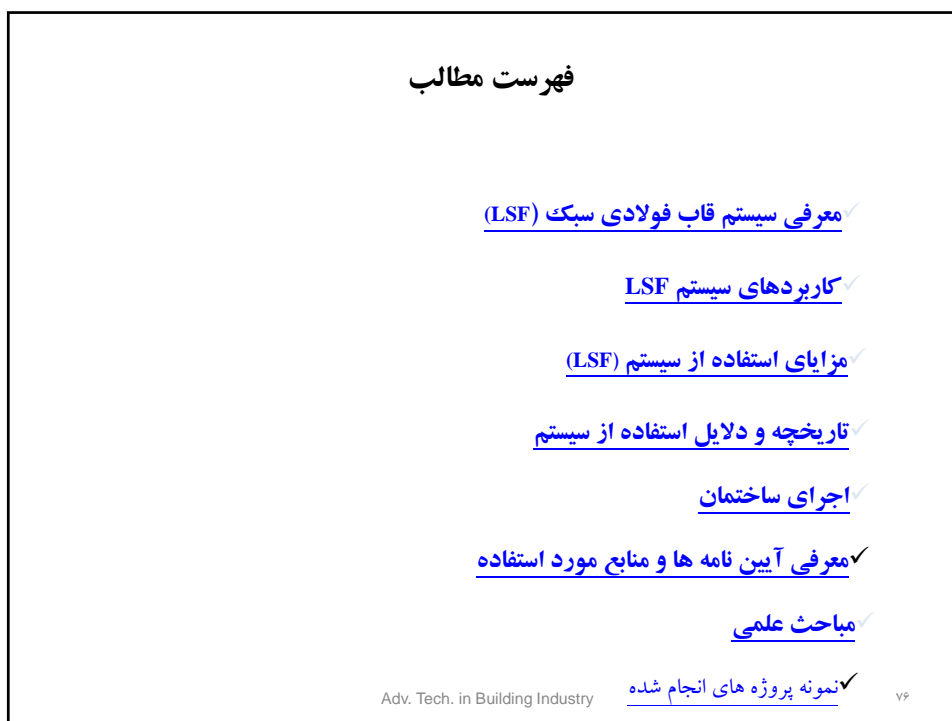 فهرست مطالب
✓معرفی سیستم قاب فولادی سبک (LSF)
✓کاربردهای سیستم LSF
✓مزایای استفاده از سیستم (LSF)
✓تاریخچه و دلایل استفاده از سیستم
✓اجرای ساختمان
✓معرفی آیین نامه ها و منابع مورد استفاده
✓مباحث علمی
✓نمونه پروژه های انجام شده
Adv. Tech. in Building Industry
۷۶